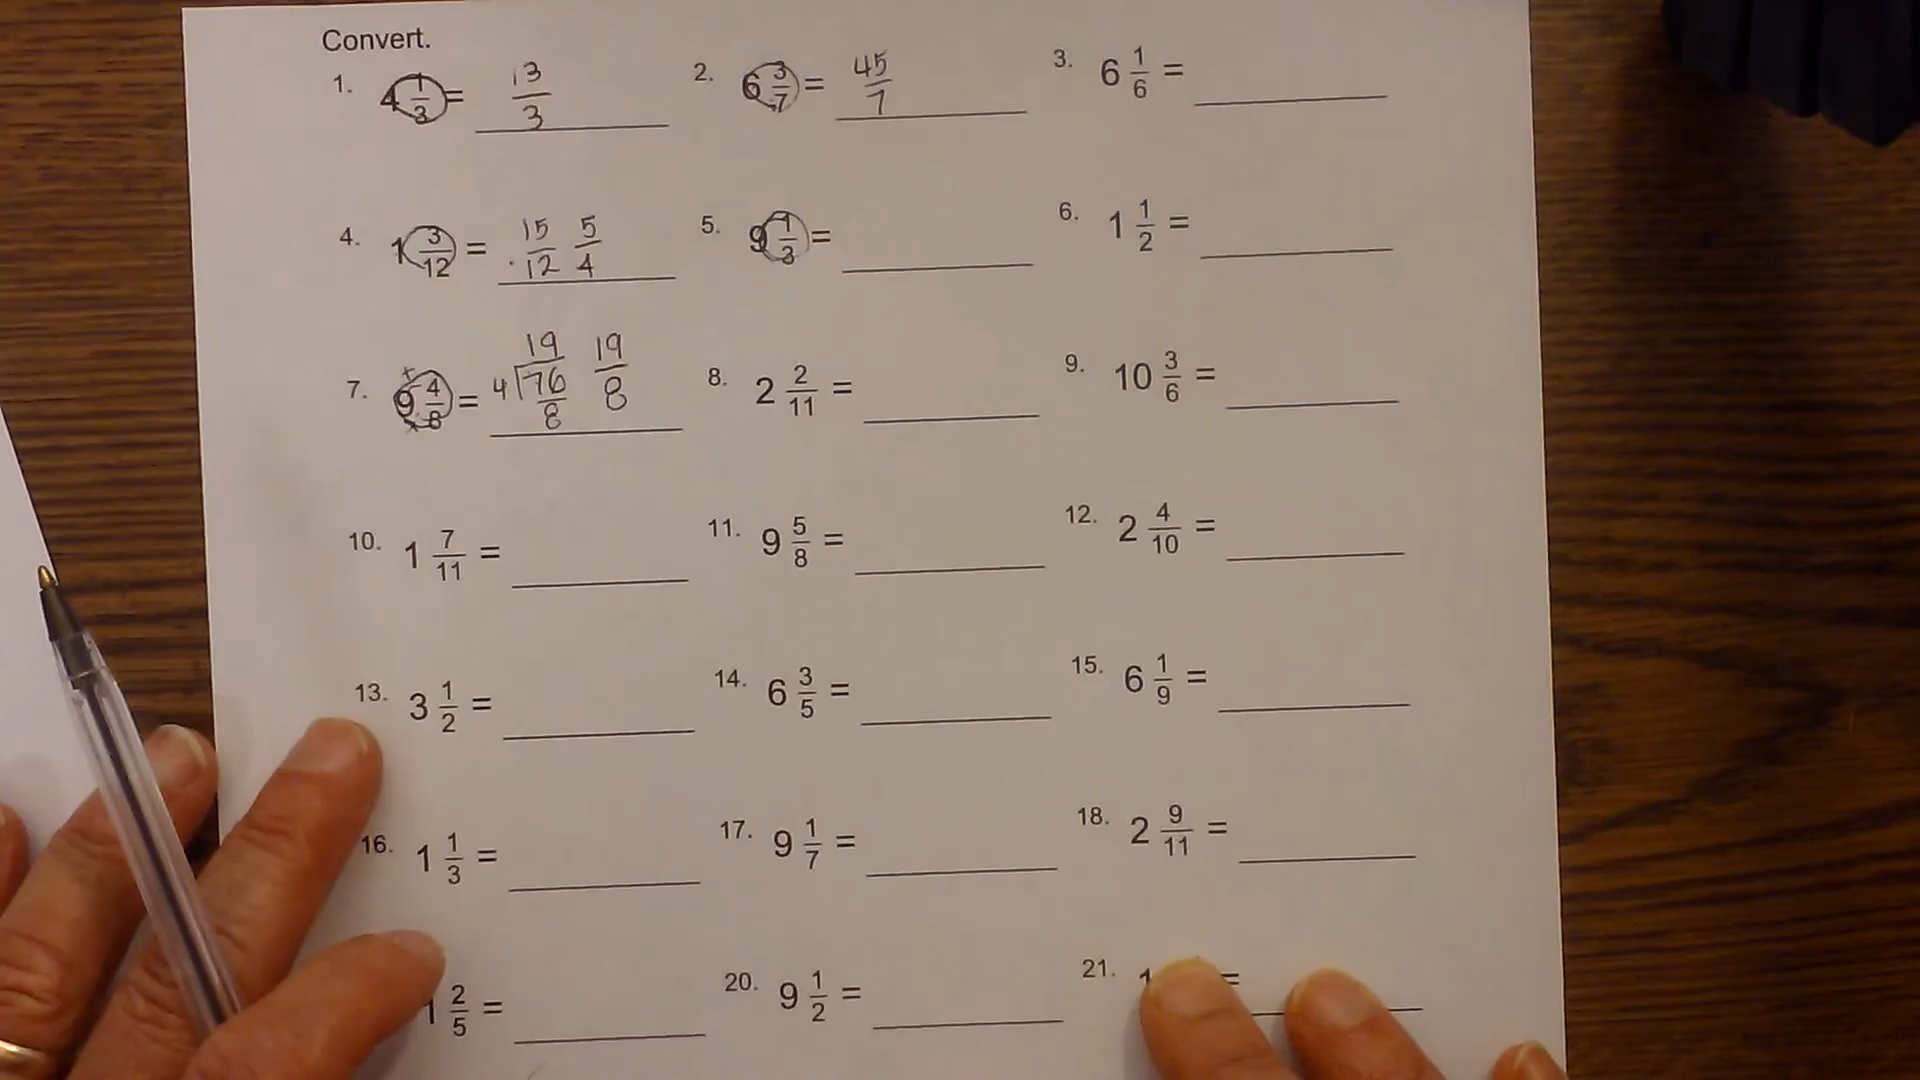 Convert.
1. 4 1/3 = 13/3
2. 6 3/7 = 45/7
3. 6 1/6 =
4. 1 3/12 = 15/12 5/4
5. 9 1/3 =
6. 1 1/2 =
7. 9 4/8 = 4 19 76/8 19/8
8. 2 2/11 =
9. 10 3/6 =
10. 1 7/11 =
11. 9 5/8 =
12. 2 4/10 =
13. 3 1/2 =
14. 6 3/5 =
15. 6 1/9 =
16. 1 1/3 =
17. 9 1/7 =
18. 2 9/11 =
1 2/5 =
20. 9 1/2 =
21. 1 =